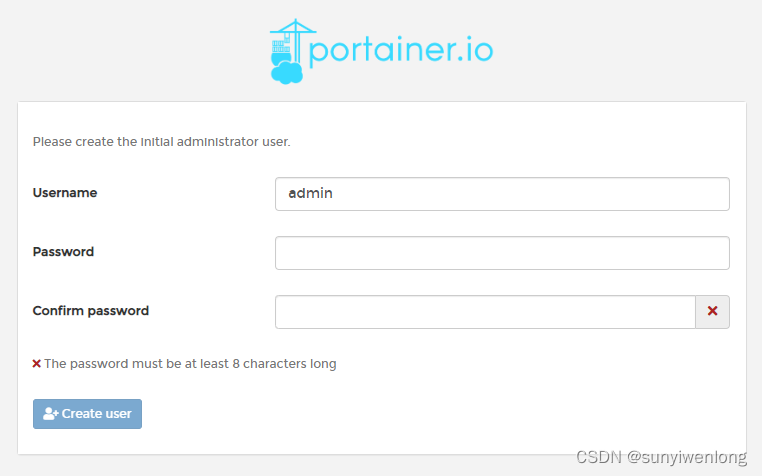 portainer.io
Please create the initial administrator user.
Username
admin
Password
Confirm password
The password must be at least 8 characters long
Create user
CSDN @sunyiwenlong